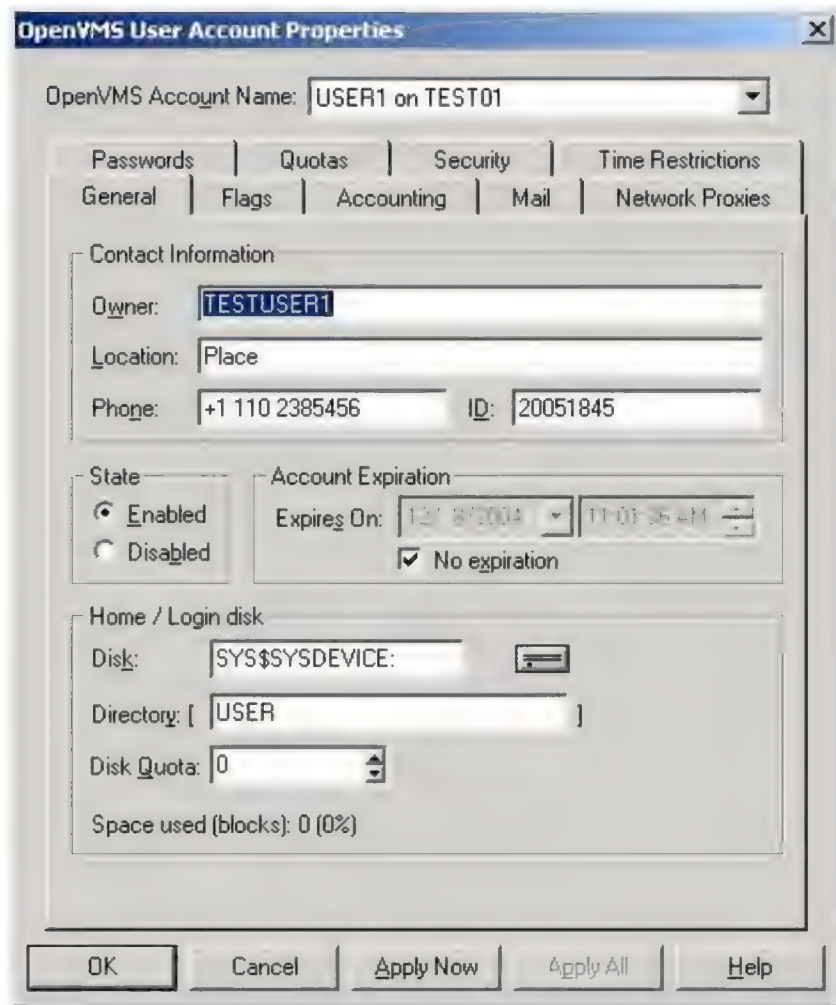 OpenVMS User Account Properties
OpenVMS Account Name: USER1 on TEST01
Passwords Quotas Security Time Restrictions
General Flags Accounting Mail Network Proxies
Contact Information
Owner: TESTUSER1
Location: Place
Phone: +1 110 2385456 ID: 20051845
State Account Expiration
Enabled Expires On:
Disabled No expiration
Home / Login disk
Disk: SYS$SYSDEVICE:
Directory: [ USER ]
Disk Quota: 0
Space used (blocks): 0 (0%)
OK Cancel Apply Now Apply All Help